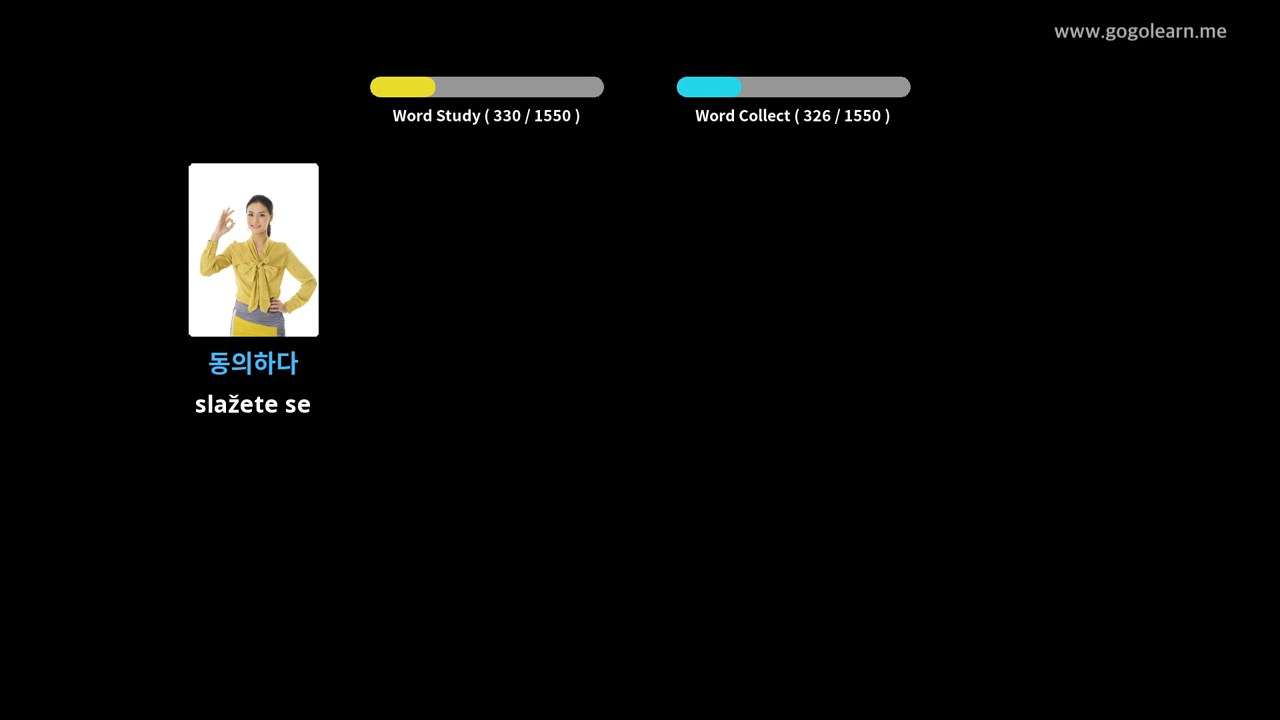 www.gogolearn.me
Word Study ( 330 / 1550 )
Word Collect ( 326 / 1550 )
동의하다
slažete se